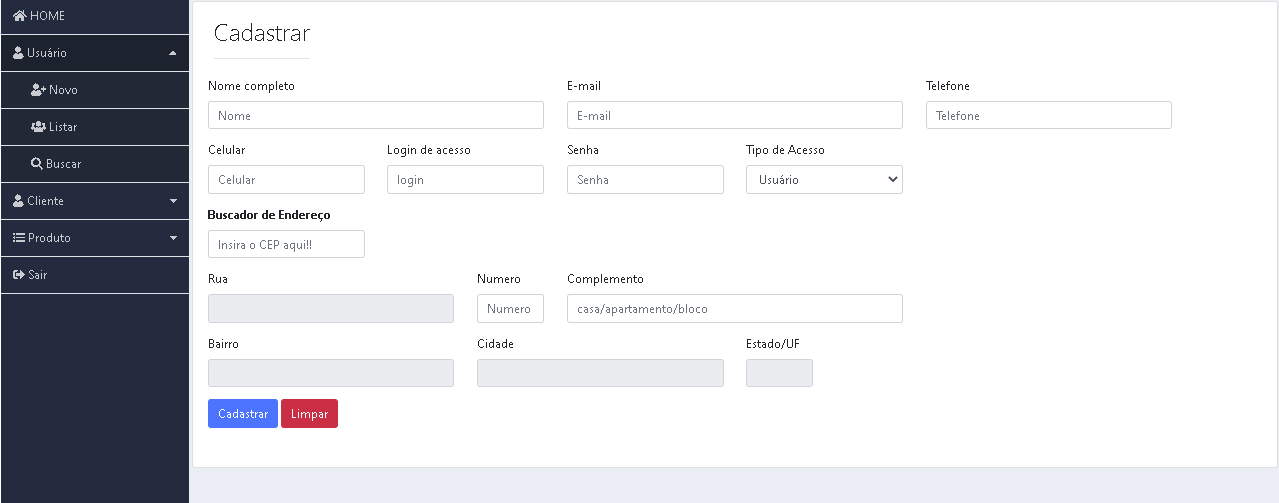 HOME
Usuário
Novo
Listar
Buscar
Cliente
Produto
Sair
Cadastrar
Nome completo E-mail Telefone
Nome E-mail Telefone
Celular Login de acesso Senha Tipo de Acesso
Celular login Senha Usuário
Buscador de Endereço
Insira o CEP aqui!!
Rua Numero Complemento
Numero casa/apartamento/bloco
Bairro Cidade Estado/UF
Cadastrar Limpar